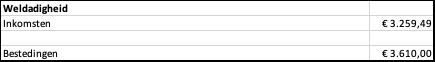 Weldadigheid
Inkomsten € 3.259,49
Bestedingen € 3.610,00